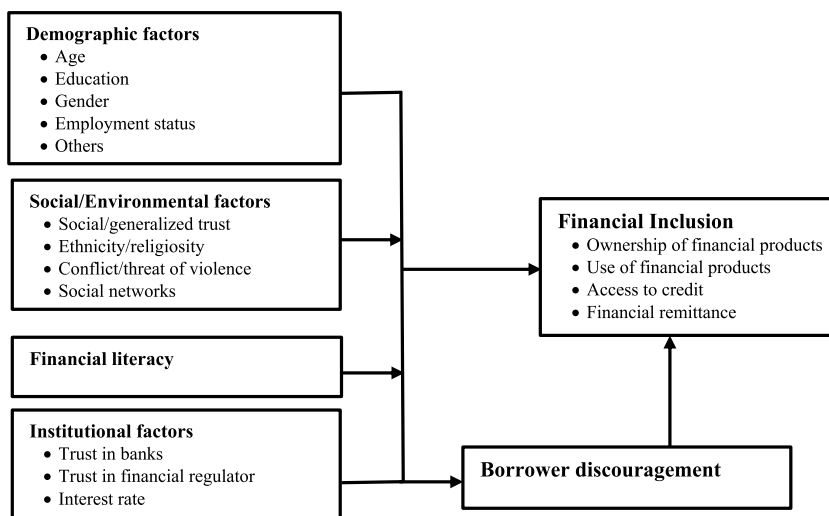 Demographic factors
• Age
• Education
• Gender
• Employment status
• Others
Social/Environmental factors
• Social/generalized trust
• Ethnicity/religiosity
• Conflict/threat of violence
• Social networks
Financial literacy
Institutional factors
• Trust in banks
• Trust in financial regulator
• Interest rate
Financial Inclusion
• Ownership of financial products
• Use of financial products
• Access to credit
• Financial remittance
Borrower discouragement